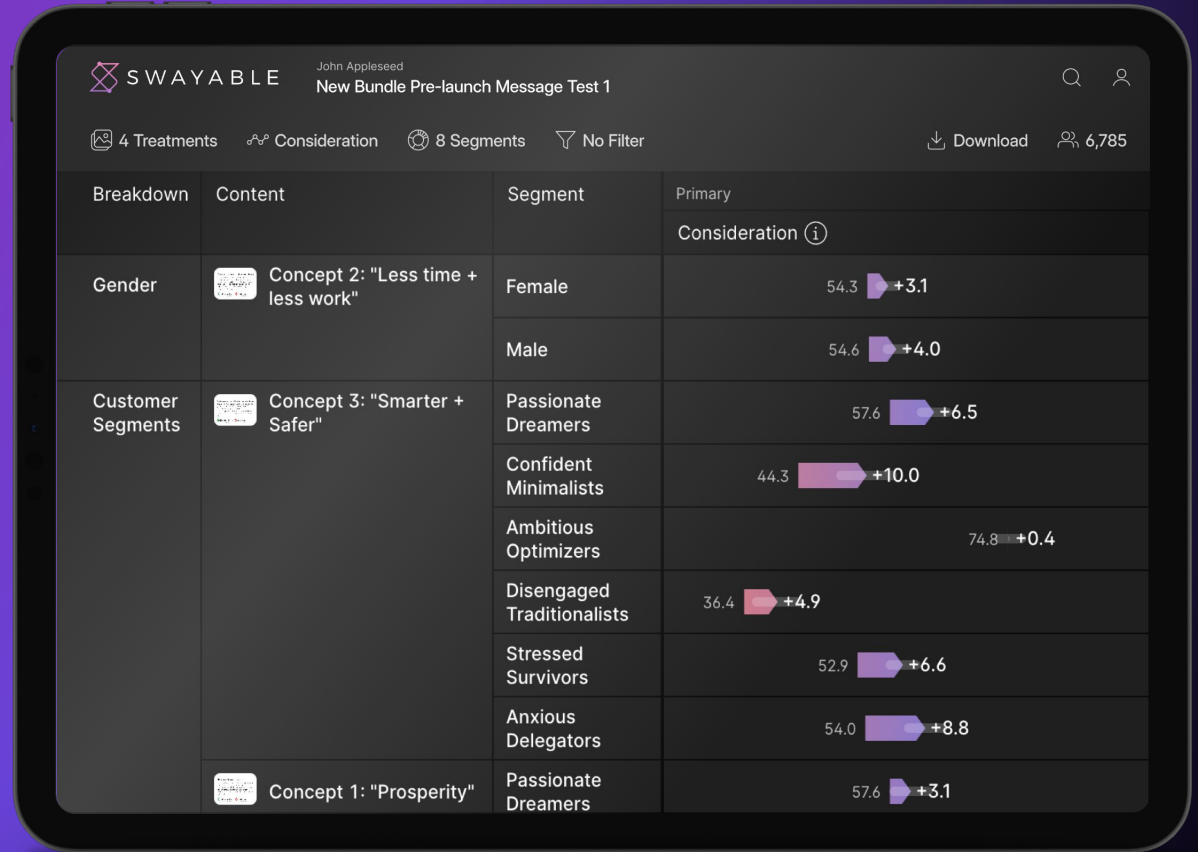 SWAYABLE
John Appleseed
New Bundle Pre-launch Message Test 1
4 Treatments
Consideration
8 Segments
No Filter
Download
6,785
Breakdown
Content
Segment
Primary
Consideration
Gender
Concept 2: "Less time +
less work"
Female
54.3
+3.1
Male
54.6
+4.0
Customer
Segments
Concept 3: "Smarter +
Safer"
Passionate
Dreamers
57.6
+6.5
Confident
Minimalists
44.3
+10.0
Ambitious
Optimizers
74.8
+0.4
Disengaged
Traditionalists
36.4
+4.9
Stressed
Survivors
52.9
+6.6
Anxious
Delegators
54.0
+8.8
Concept 1: "Prosperity"
Passionate
Dreamers
57.6
+3.1